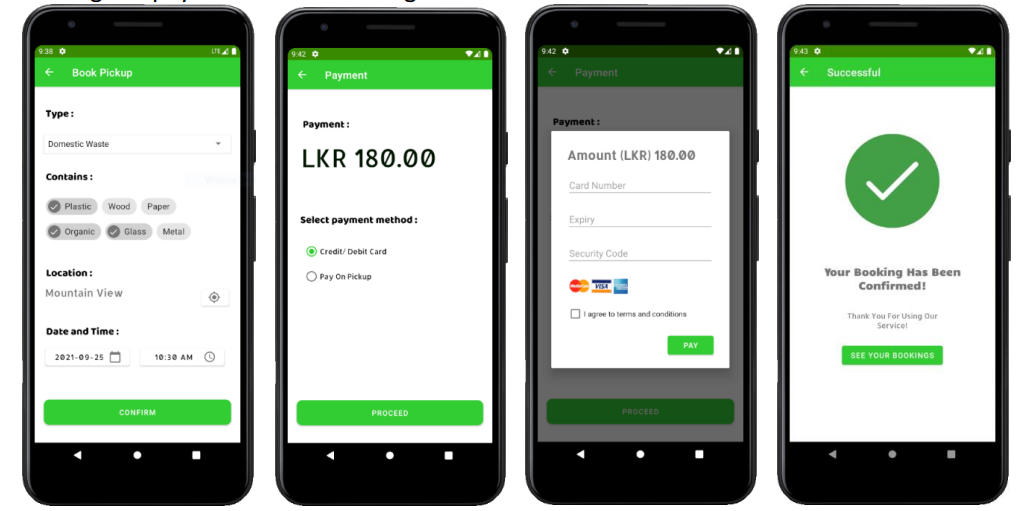 9:38
LTE
Book Pickup
Type :
Domestic Waste
Contains :
Plastic Wood Paper
Organic Glass Metal
Location :
Mountain View
Date and Time :
2021-09-25 10:30 AM
CONFIRM
9:42
Payment
Payment :
LKR 180.00
Select payment method :
Credit/ Debit Card
Pay On Pickup
PROCEED
9:42
Payment
Payment :
Amount (LKR) 180.00
Card Number
Expiry
Security Code
VISA
I agree to terms and conditions
PAY
PROCEED
9:43
Successful
Your Booking Has Been
Confirmed!
Thank You For Using Our
Service!
SEE YOUR BOOKINGS